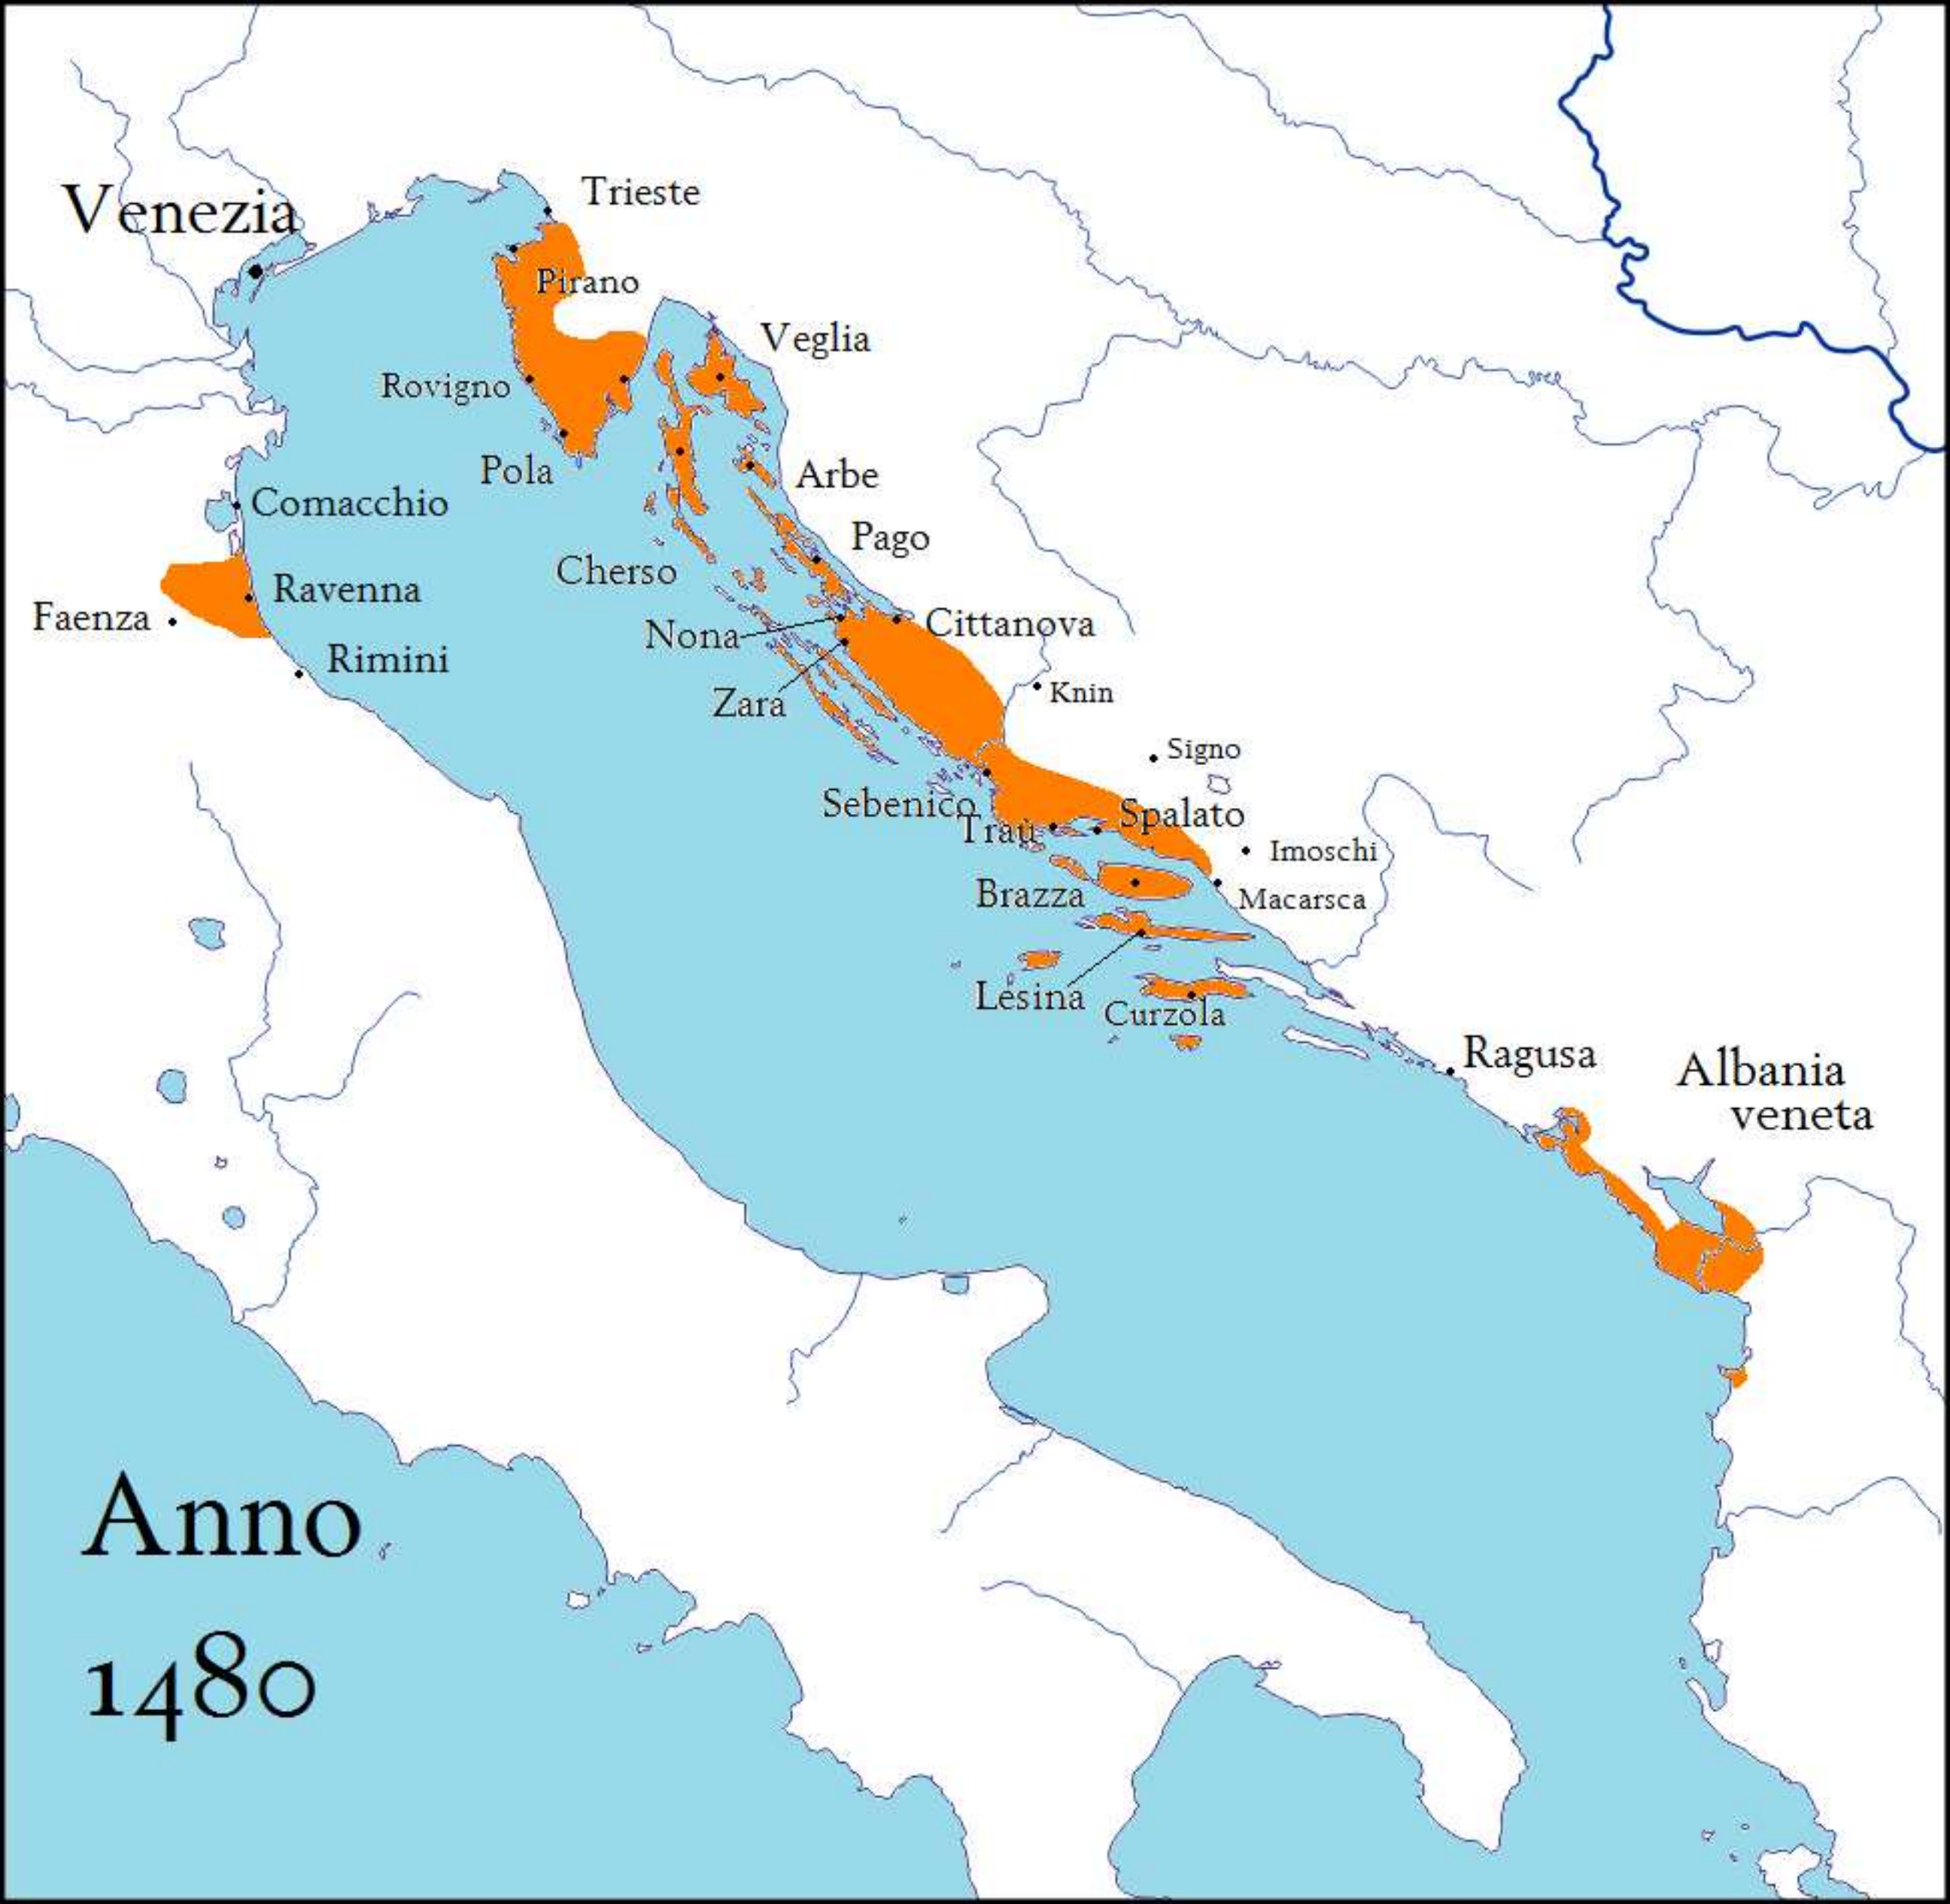 Trieste
Venezia
Pirano
Veglia
Rovigno
Pola
Arbe
Comacchio
Pago
Cherso
Ravenna
Faenza
Cittanova
Nona
Rimini
Knin
Zara
Signo
Sebenico
Spalato
Traù
Imoschi
Brazza
Macarsca
Lesina
Curzola
Ragusa
Albania
veneta
Anno
1480